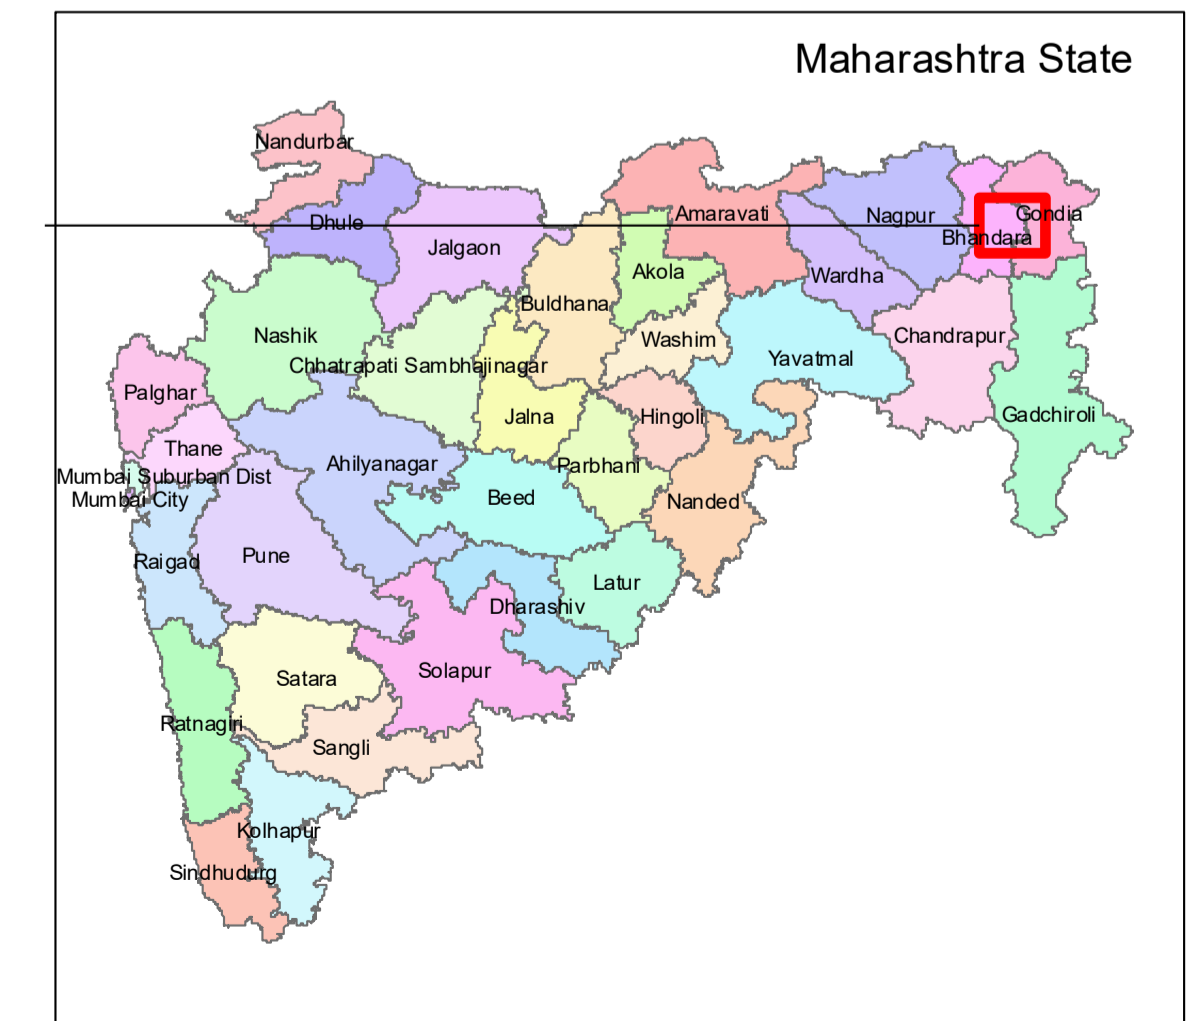 Maharashtra State
Nandurbar
Dhule
Jalgaon
Amaravati
Nagpur
Gondia
Bhandara
Akola
Wardha
Buldhana
Nashik
Washim
Chandrapur
Chhatrapati Sambhajinagar
Yavatmal
Palghar
Jalna
Hingoli
Gadchiroli
Thane
Ahilyanagar
Parbhani
Mumbai Suburban Dist
Mumbai City
Beed
Nanded
Raigad
Pune
Latur
Dharashiv
Solapur
Satara
Ratnagiri
Sangli
Kolhapur
Sindhudurg